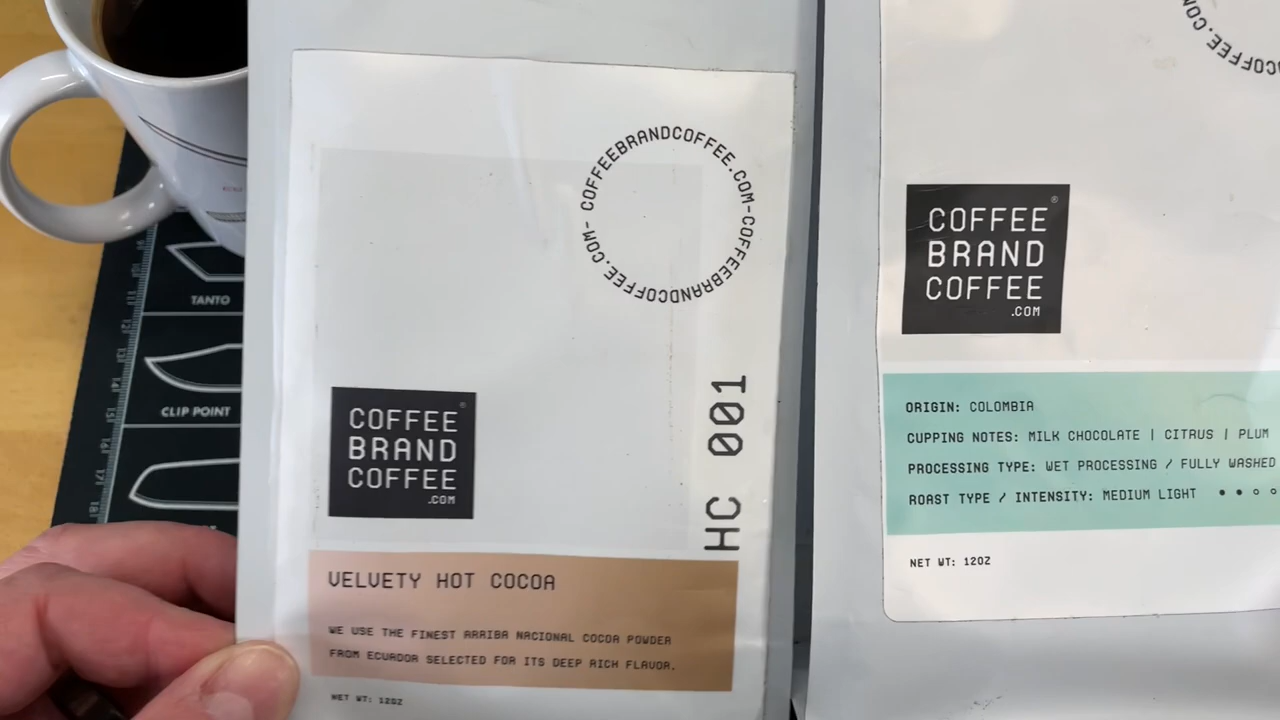 TANTO
CLIP POINT
COFFEEBRANDCOFFEE.COM-COFFEEBRANDCOFFEE.COM-
COFFEE®
BRAND
COFFEE
.COM
HC 001
VELVETY HOT COCOA
WE USE THE FINEST ARRIBA NACIONAL COCOA POWDER
FROM ECUADOR SELECTED FOR ITS DEEP RICH FLAVOR.
NET WT: 12OZ
COFFEE®
BRAND
COFFEE
.COM
ORIGIN: COLOMBIA
CUPPING NOTES: MILK CHOCOLATE | CITRUS | PLUM
PROCESSING TYPE: WET PROCESSING / FULLY WASHED
ROAST TYPE / INTENSITY: MEDIUM LIGHT
NET WT: 12OZ